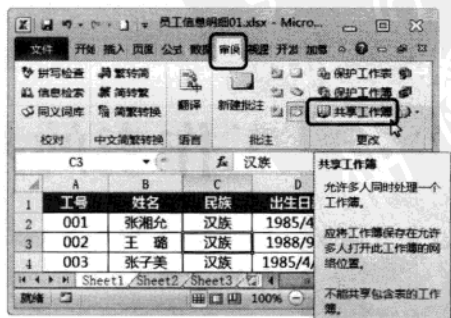 员工信息明细01.xlsx - Micro...
文件 开始 插入 页面 公式 数据 审阅 视图 开发 加载
拼写检查 繁转简 保护工作表
信息检索 简转繁 翻译 新建批注 保护工作簿
同义词库 简繁转换 共享工作簿
校对 中文简繁转换 语言 批注 更改
C3 fx 汉族
A B C D
1 工号 姓名 民族 出生日
2 001 张湘允 汉族 1985/4
3 002 王 璐 汉族 1988/9
4 003 张子美 汉族 1985/4/
Sheet1 Sheet2 Sheet3
就绪 100%
共享工作簿
允许多人同时处理一个
工作簿。
应将工作簿保存在允许
多人打开此工作簿的网
络位置。
不能共享包含表的工作
簿。